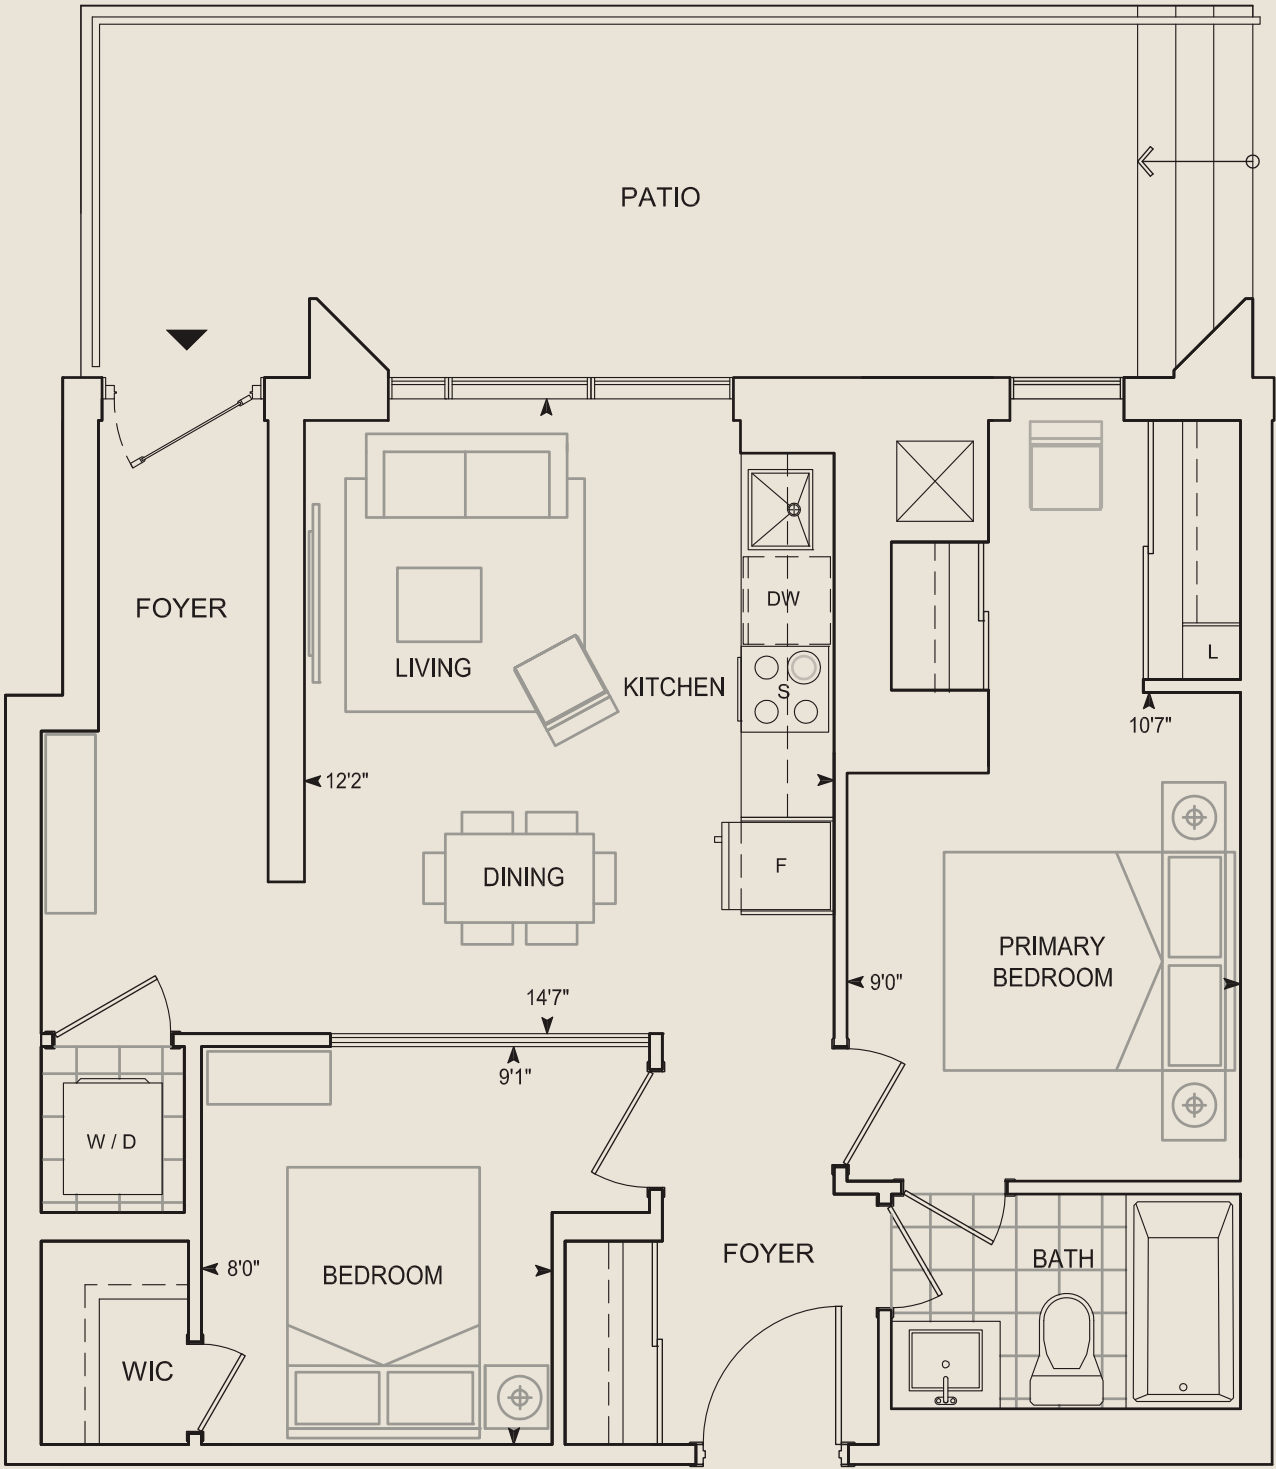 PATIO
FOYER
LIVING
KITCHEN
DW
S
L
10'7"
12'2"
F
DINING
PRIMARY
BEDROOM
9'0"
14'7"
9'1"
W / D
8'0"
BEDROOM
FOYER
BATH
WIC